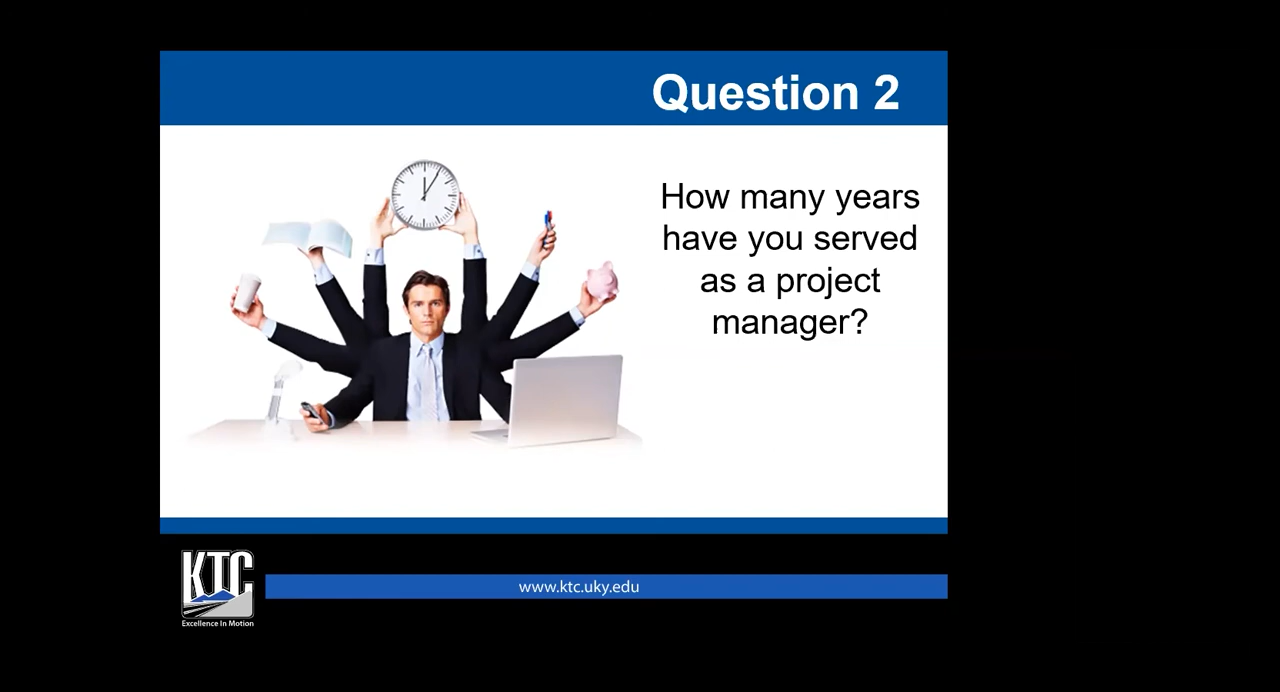 Question 2
How many years
have you served
as a project
manager?
KTC
Excellence In Motion
www.ktc.uky.edu